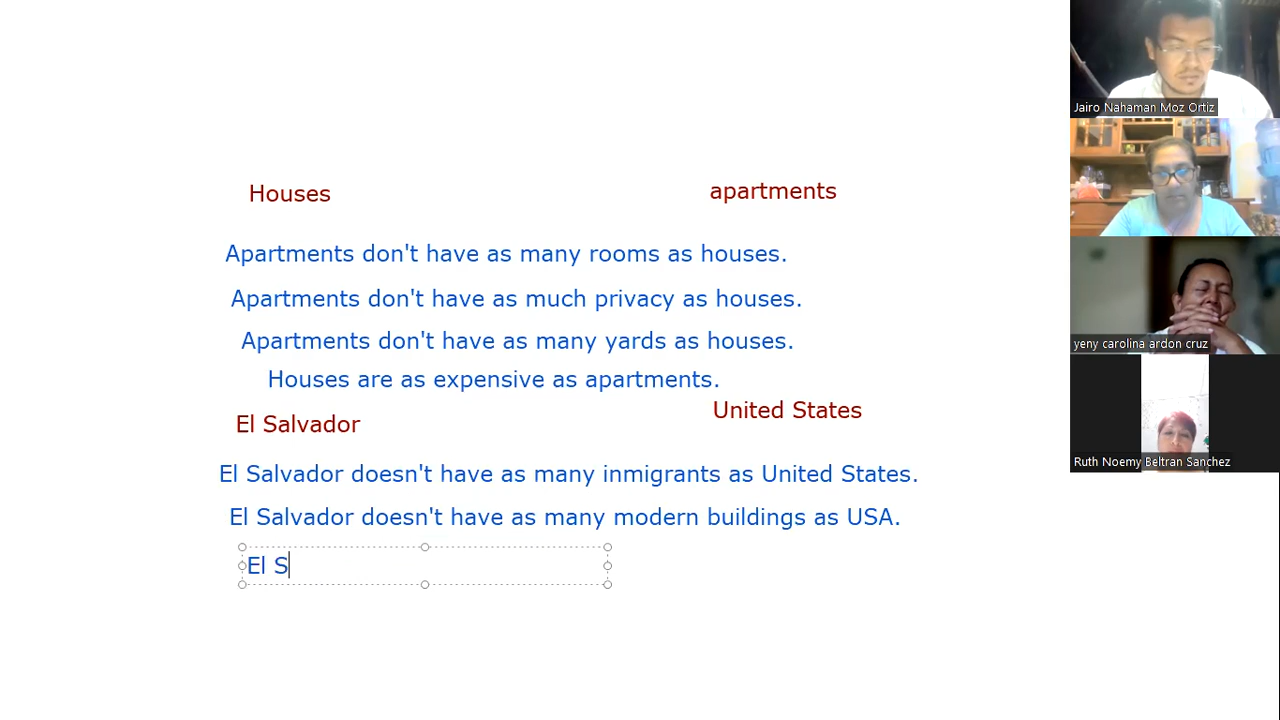 Houses
apartments
Apartments don't have as many rooms as houses.
Apartments don't have as much privacy as houses.
Apartments don't have as many yards as houses.
Houses are as expensive as apartments.
El Salvador
United States
El Salvador doesn't have as many inmigrants as United States.
El Salvador doesn't have as many modern buildings as USA.
El S
Jairo Nahaman Moz Ortiz
yeny carolina ardon cruz
Ruth Noemy Beltran Sanchez